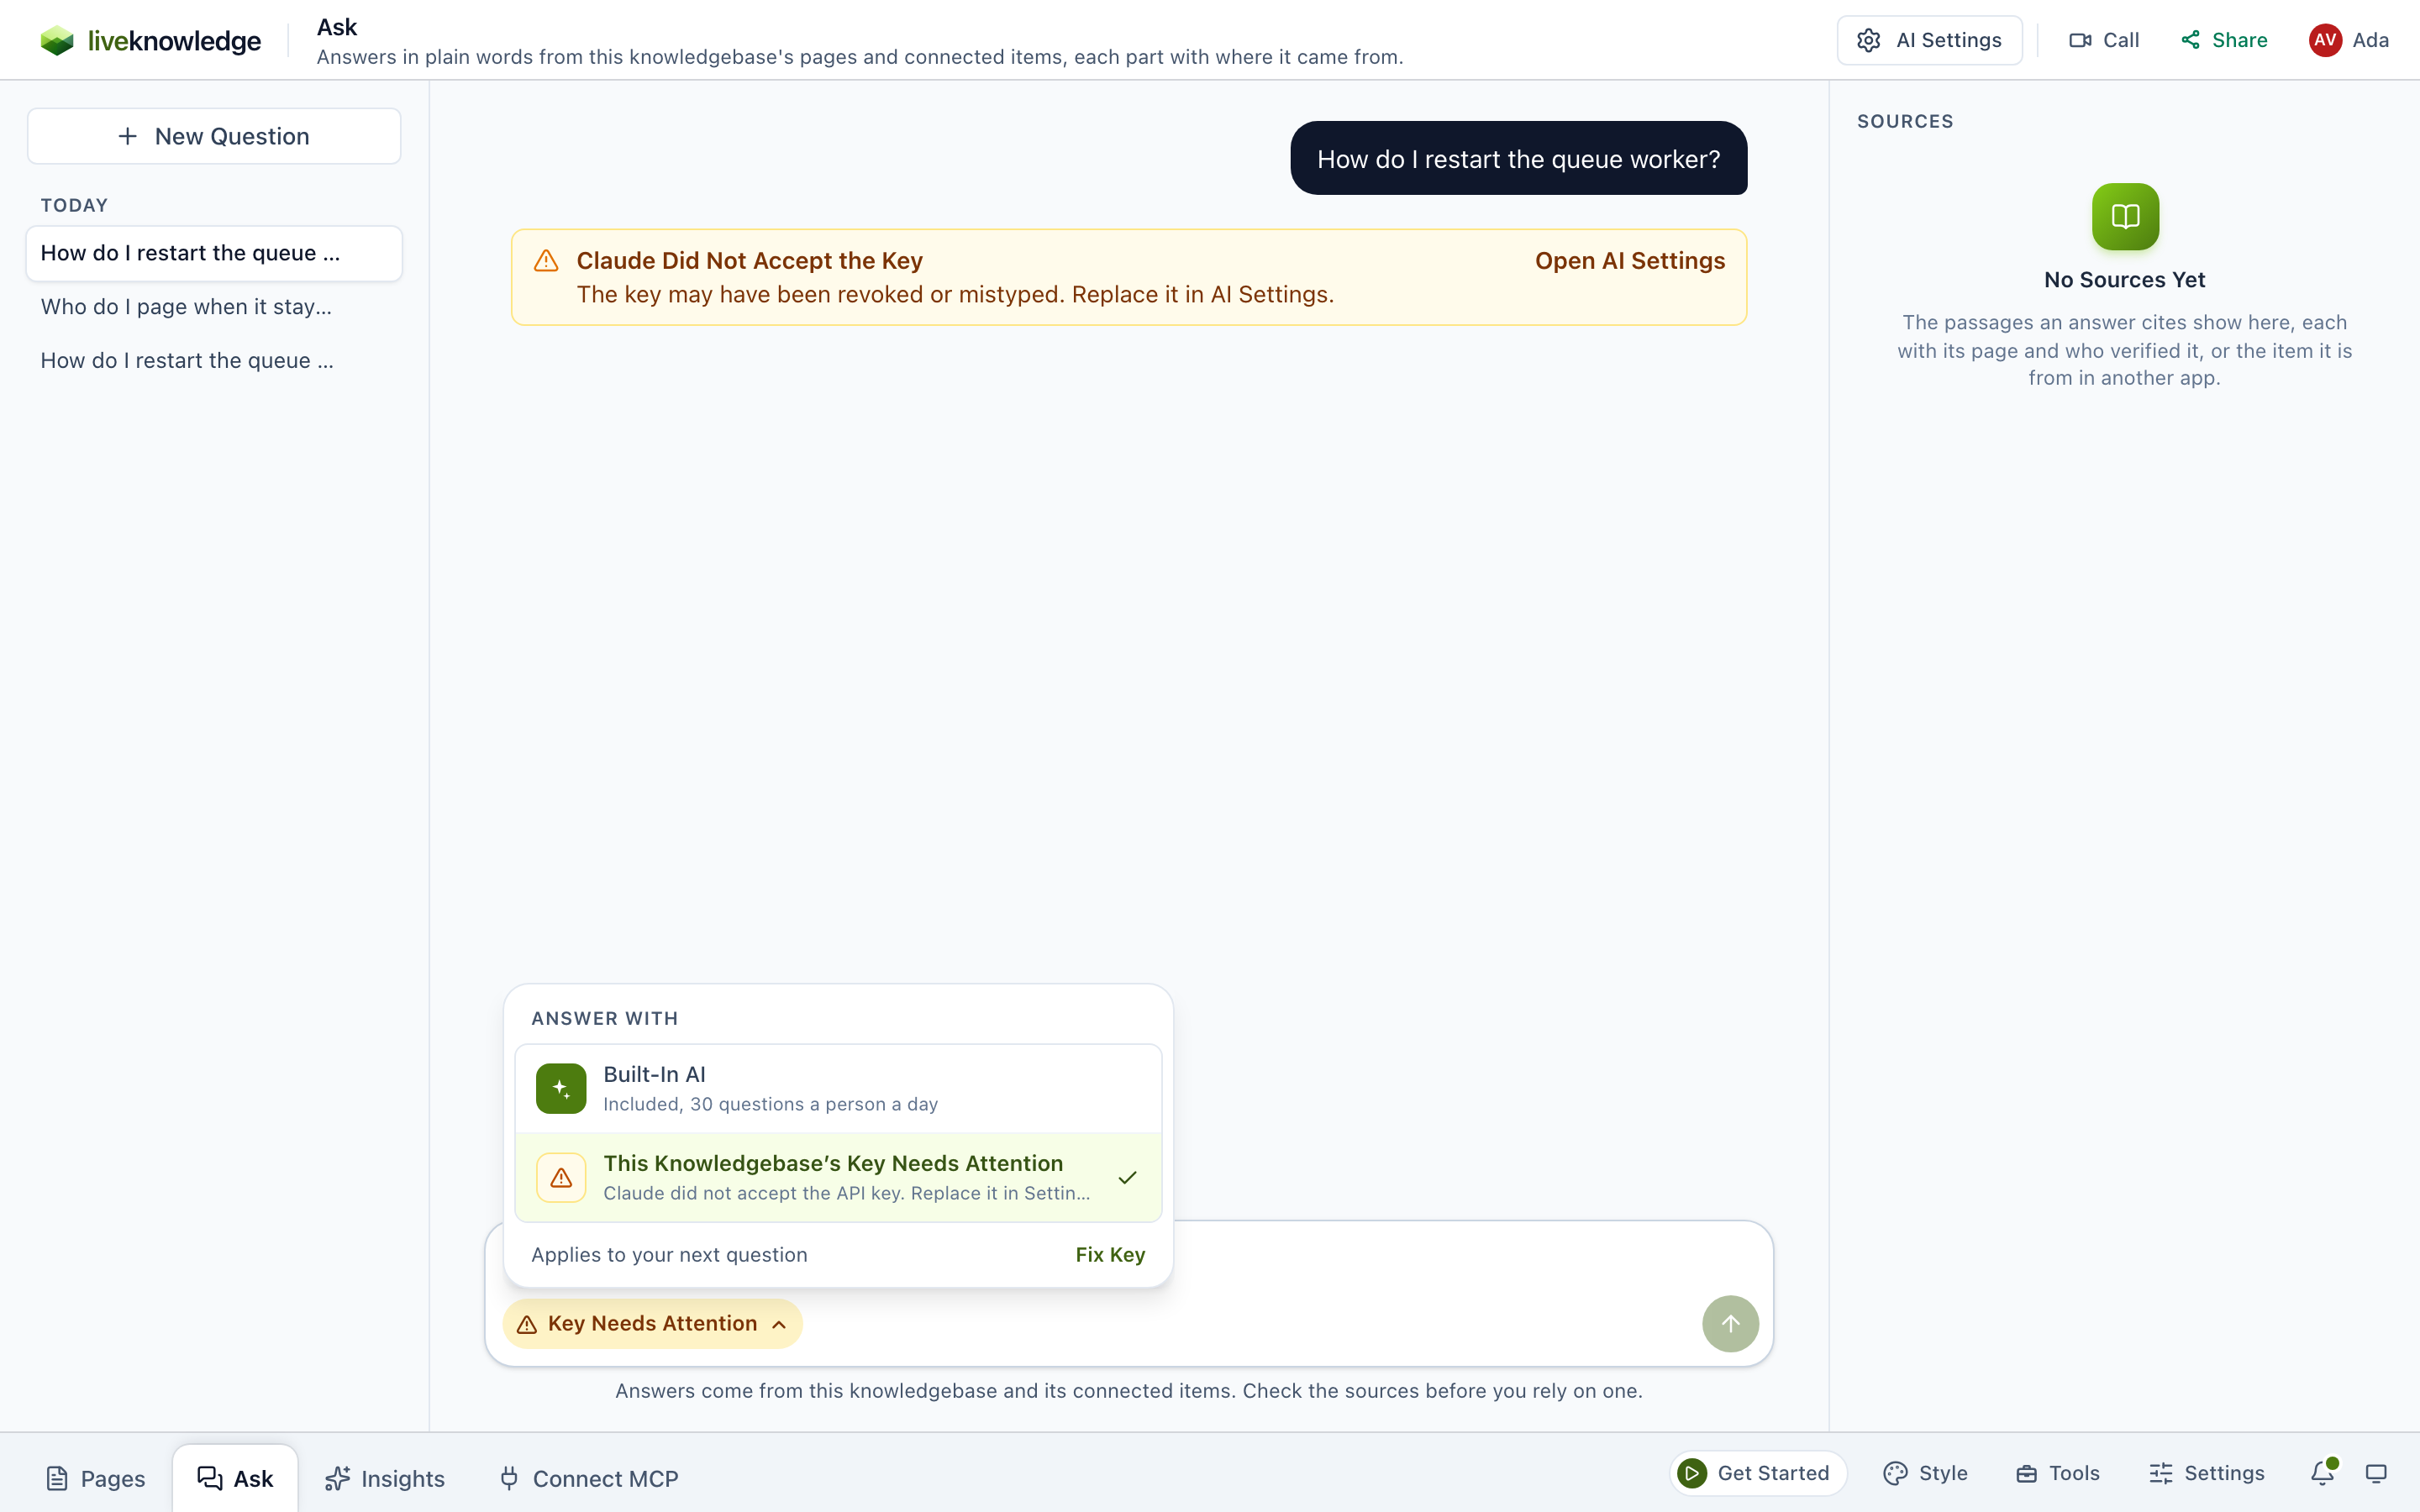 liveknowledge
Ask
Answers in plain words from this knowledgebase's pages and connected items, each part with where it came from.
AI Settings
Call
Share
AV
Ada
New Question
TODAY
How do I restart the queue ...
Who do I page when it stay...
How do I restart the queue ...
How do I restart the queue worker?
Claude Did Not Accept the Key
Open AI Settings
The key may have been revoked or mistyped. Replace it in AI Settings.
SOURCES
No Sources Yet
The passages an answer cites show here, each
with its page and who verified it, or the item it is
from in another app.
ANSWER WITH
Built-In AI
Included, 30 questions a person a day
This Knowledgebase’s Key Needs Attention
Claude did not accept the API key. Replace it in Settin...
Applies to your next question
Fix Key
Key Needs Attention
Answers come from this knowledgebase and its connected items. Check the sources before you rely on one.
Pages
Ask
Insights
Connect MCP
Get Started
Style
Tools
Settings